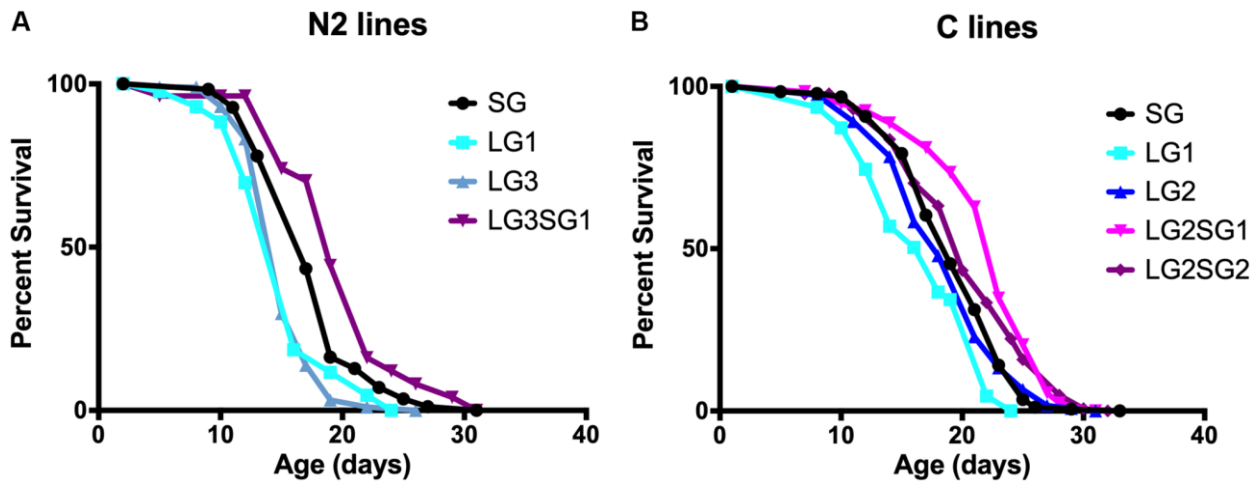 A
N2 lines
Percent Survival
100
50
0
0
10
20
30
40
Age (days)
SG
LG1
LG3
LG3SG1
B
C lines
Percent Survival
100
50
0
0
10
20
30
40
Age (days)
SG
LG1
LG2
LG2SG1
LG2SG2